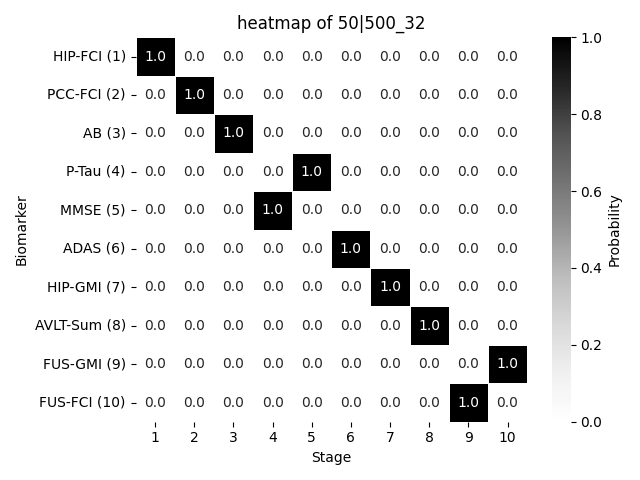 heatmap of 50|500_32
HIP-FCI (1) 1.0 0.0 0.0 0.0 0.0 0.0 0.0 0.0 0.0 0.0
PCC-FCI (2) 0.0 1.0 0.0 0.0 0.0 0.0 0.0 0.0 0.0 0.0
AB (3) 0.0 0.0 1.0 0.0 0.0 0.0 0.0 0.0 0.0 0.0
P-Tau (4) 0.0 0.0 0.0 0.0 1.0 0.0 0.0 0.0 0.0 0.0
MMSE (5) 0.0 0.0 0.0 1.0 0.0 0.0 0.0 0.0 0.0 0.0
ADAS (6) 0.0 0.0 0.0 0.0 0.0 1.0 0.0 0.0 0.0 0.0
HIP-GMI (7) 0.0 0.0 0.0 0.0 0.0 0.0 1.0 0.0 0.0 0.0
AVLT-Sum (8) 0.0 0.0 0.0 0.0 0.0 0.0 0.0 1.0 0.0 0.0
FUS-GMI (9) 0.0 0.0 0.0 0.0 0.0 0.0 0.0 0.0 0.0 1.0
FUS-FCI (10) 0.0 0.0 0.0 0.0 0.0 0.0 0.0 0.0 1.0 0.0
1 2 3 4 5 6 7 8 9 10
Stage
Biomarker
1.0
0.8
0.6
0.4
0.2
0.0
Probability